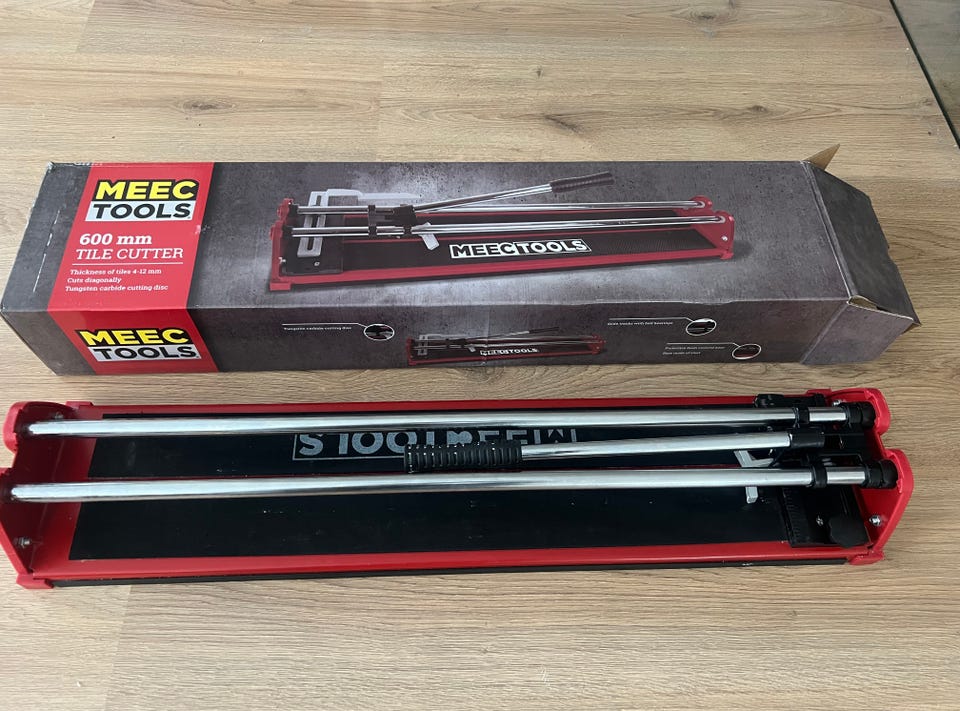 MEEC
TOOLS
600 mm
TILE CUTTER
Thickness of tiles 4-12 mm
Cuts diagonally
Tungsten carbide cutting disc
MEECTOOLS
MEEC
TOOLS
Tungsten carbide cutting disc
MEECTOOLS
MEECTOOLS